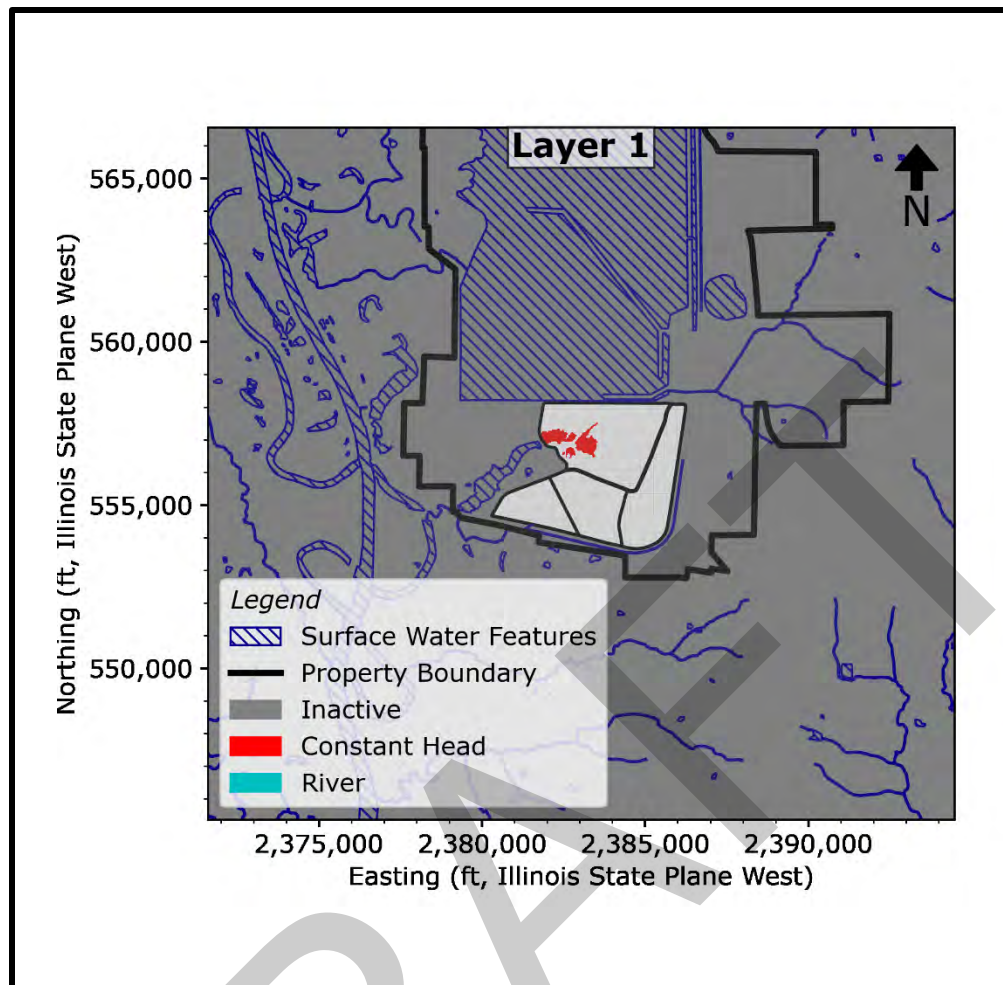 Layer 1
N
565,000
560,000
555,000
550,000
Northing (ft, Illinois State Plane West)
Legend
Surface Water Features
Property Boundary
Inactive
Constant Head
River
2,375,000 2,380,000 2,385,000 2,390,000
Easting (ft, Illinois State Plane West)
DRAFT